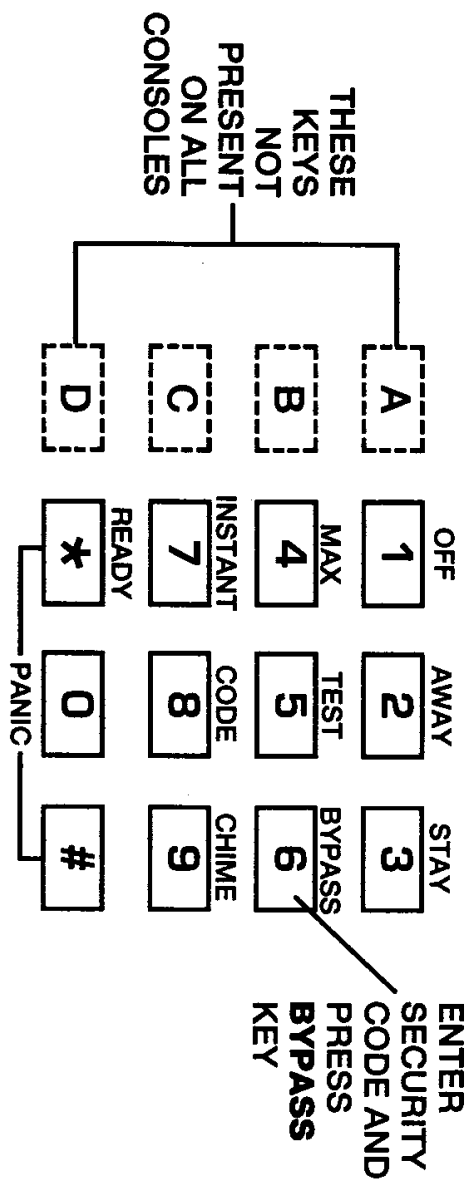 THESE
KEYS
NOT
PRESENT
ON ALL
CONSOLES
OFF AWAY STAY
A 1 2 3
MAX TEST BYPASS
B 4 5 6
INSTANT CODE CHIME
C 7 8 9
READY
D * 0 #
PANIC
ENTER
SECURITY
CODE AND
PRESS
BYPASS
KEY